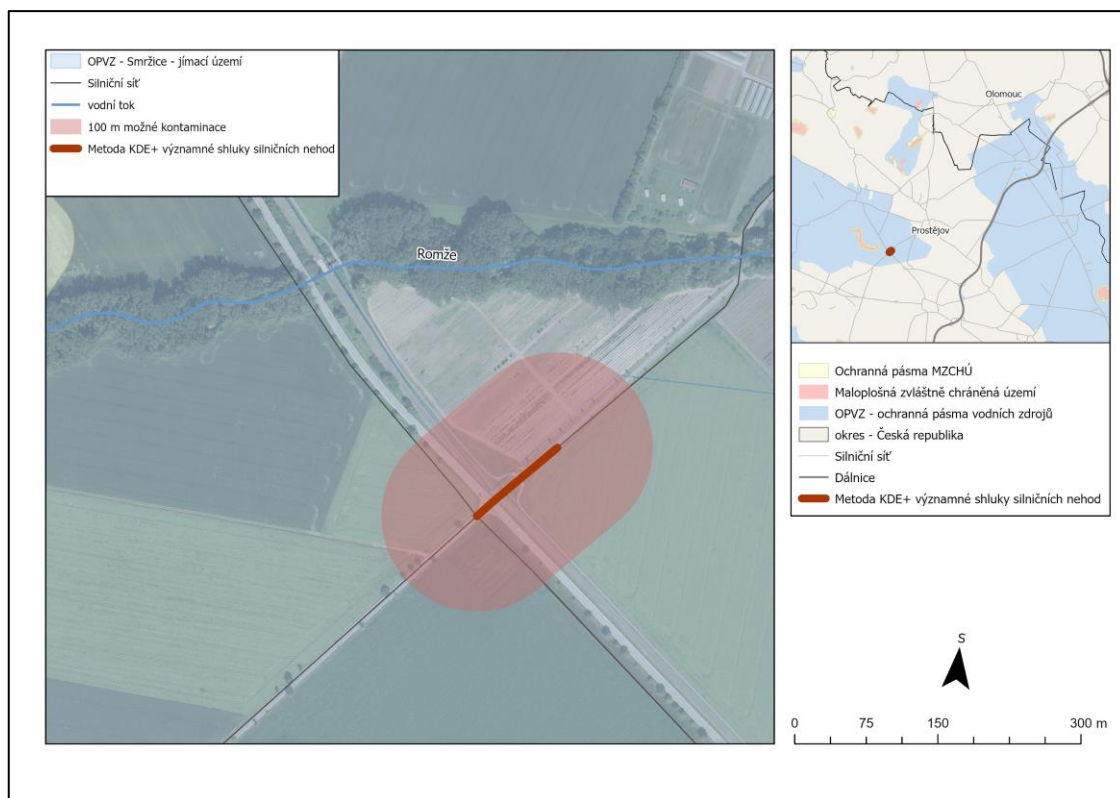 OPVZ - Smržice - jímací území
Silniční síť
vodní tok
100 m možné kontaminace
Metoda KDE+ významné shluky silničních nehod
Romže
Olomouc
Prostějov
Ochranná pásma MZCHÚ
Maloplošná zvláštně chráněná území
OPVZ - ochranná pásma vodních zdrojů
okres - Česká republika
Silniční síť
Dálnice
Metoda KDE+ významné shluky silničních nehod
S
0 75 150 300 m